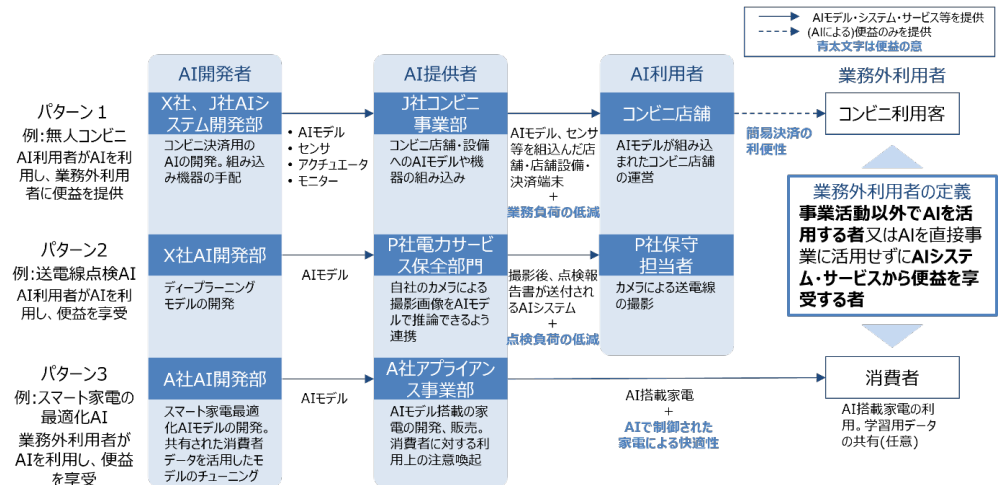 AIモデル・システム・サービス等を提供
(AIによる)便益のみを提供
青太文字は便益の意
AI開発者
AI提供者
AI利用者
業務外利用者
パターン1
例:無人コンビニ
AI利用者がAIを利
用し、業務外利用
者に便益を提供
X社、J社AIシ
ステム開発部
コンビニ決済用の
AIの開発。組み込
み機器の手配
• AIモデル
• センサ
• アクチュエータ
• モニター
J社コンビニ
事業部
コンビニ店舗・設備
へのAIモデルや機
器の組み込み
AIモデル、センサ
等を組込んだ店
舗・店舗設備・
決済端末
+
業務負荷の低減
コンビニ店舗
AIモデルが組み込
まれたコンビニ店舗
の運営
簡易決済の
利便性
コンビニ利用客
業務外利用者の定義
事業活動以外でAIを活
用する者又はAIを直接事
業に活用せずにAIシステ
ム・サービスから便益を享
受する者
パターン2
例:送電線点検AI
AI利用者がAIを利
用し、便益を享受
X社AI開発部
ディープラーニング
モデルの開発
AIモデル
P社電力サービ
ス保全部門
自社のカメラによる
撮影画像をAIモデ
ルで推論できるよう
連携
撮影後、点検報
告書が送付され
るAIシステム
+
点検負荷の低減
P社保守
担当者
カメラによる送電線
の撮影
パターン3
例:スマート家電の
最適化AI
業務外利用者が
AIを利用し、便益
を享受
A社AI開発部
スマート家電最適
化AIモデルの開発。
共有された消費者
データを活用したモ
デルのチューニング
AIモデル
A社アプライアン
ス事業部
AIモデル搭載の家
電の開発、販売。
消費者に対する利
用上の注意喚起
AI搭載家電
+
AIで制御された
家電による快適性
消費者
AI搭載家電の利
用。学習用データ
の共有(任意)